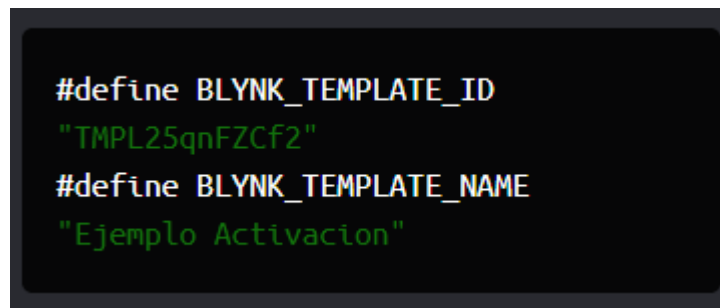 #define BLYNK_TEMPLATE_ID
"TMPL25qnFZCf2"
#define BLYNK_TEMPLATE_NAME
"Ejemplo Activacion"